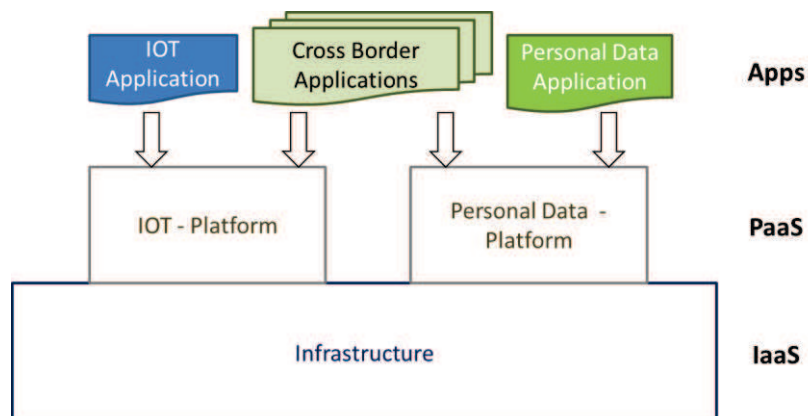 IOT
Application
Cross Border
Applications
Personal Data
Application
Apps
IOT - Platform
Personal Data -
Platform
PaaS
Infrastructure
IaaS